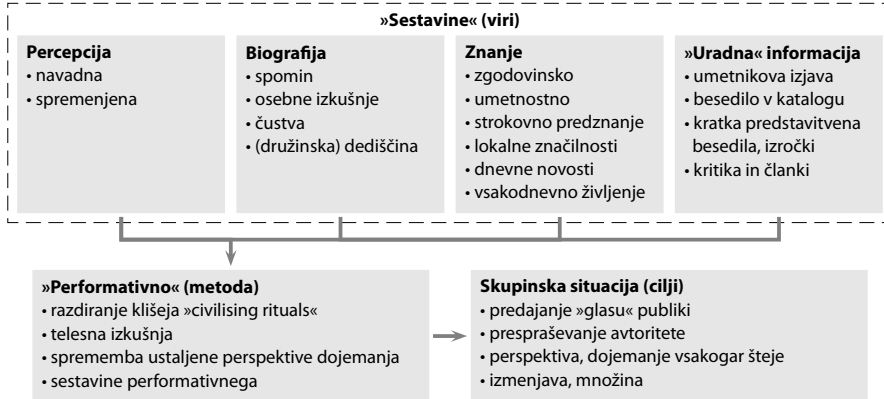 »Sestavine« (viri)
Percepcija
• navadna
• spremenjena
Biografija
• spomin
• osebne izkušnje
• čustva
• (družinska) dediščina
Znanje
• zgodovinsko
• umetnostno
• strokovno predznanje
• lokalne značilnosti
• dnevne novosti
• vsakodnevno življenje
»Uradna« informacija
• umetnikova izjava
• besedilo v katalogu
• kratka predstavitvena
besedila, izročki
• kritika in članki
»Performativno« (metoda)
• razdiranje klišeja »civilising rituals«
• telesna izkušnja
• sprememba ustaljene perspektive dojemanja
• sestavine performativnega
Skupinska situacija (cilji)
• predajanje »glasu« publiki
• prespraševanje avtoritete
• perspektiva, dojemanje vsakogar šteje
• izmenjava, množina